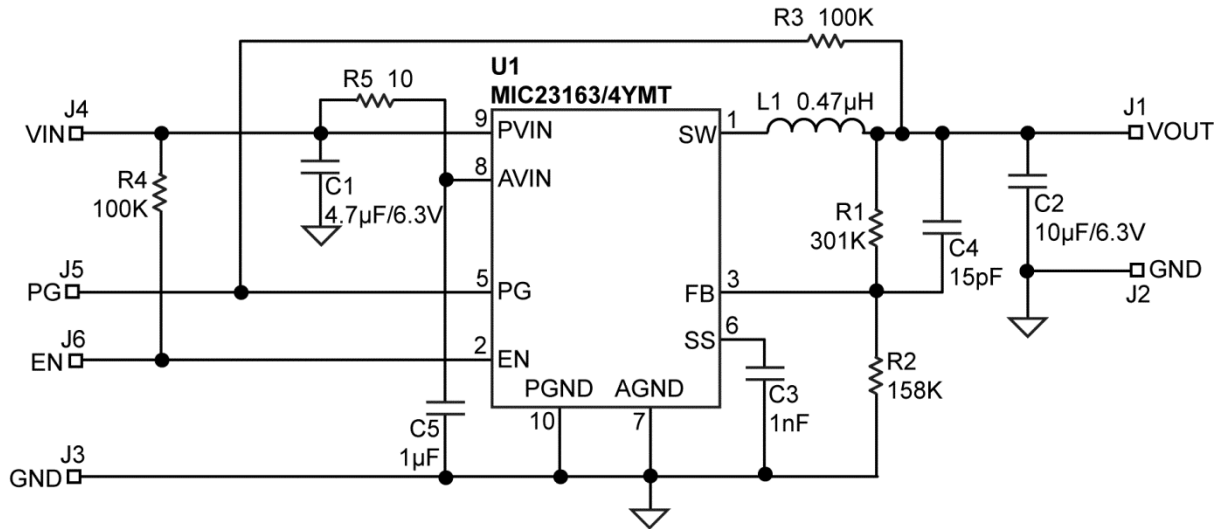 R3 100K
U1
MIC23163/4YMT
R5 10
L1 0.47µH
J4
VIN
9
PVIN
SW
1
J1
VOUT
8
AVIN
C1
4.7µF/6.3V
R4
100K
R1
301K
C4
15pF
C2
10µF/6.3V
J5
PG
5
PG
FB
3
GND
J2
J6
EN
2
EN
SS
6
PGND
AGND
10
7
C5
1µF
C3
1nF
R2
158K
J3
GND